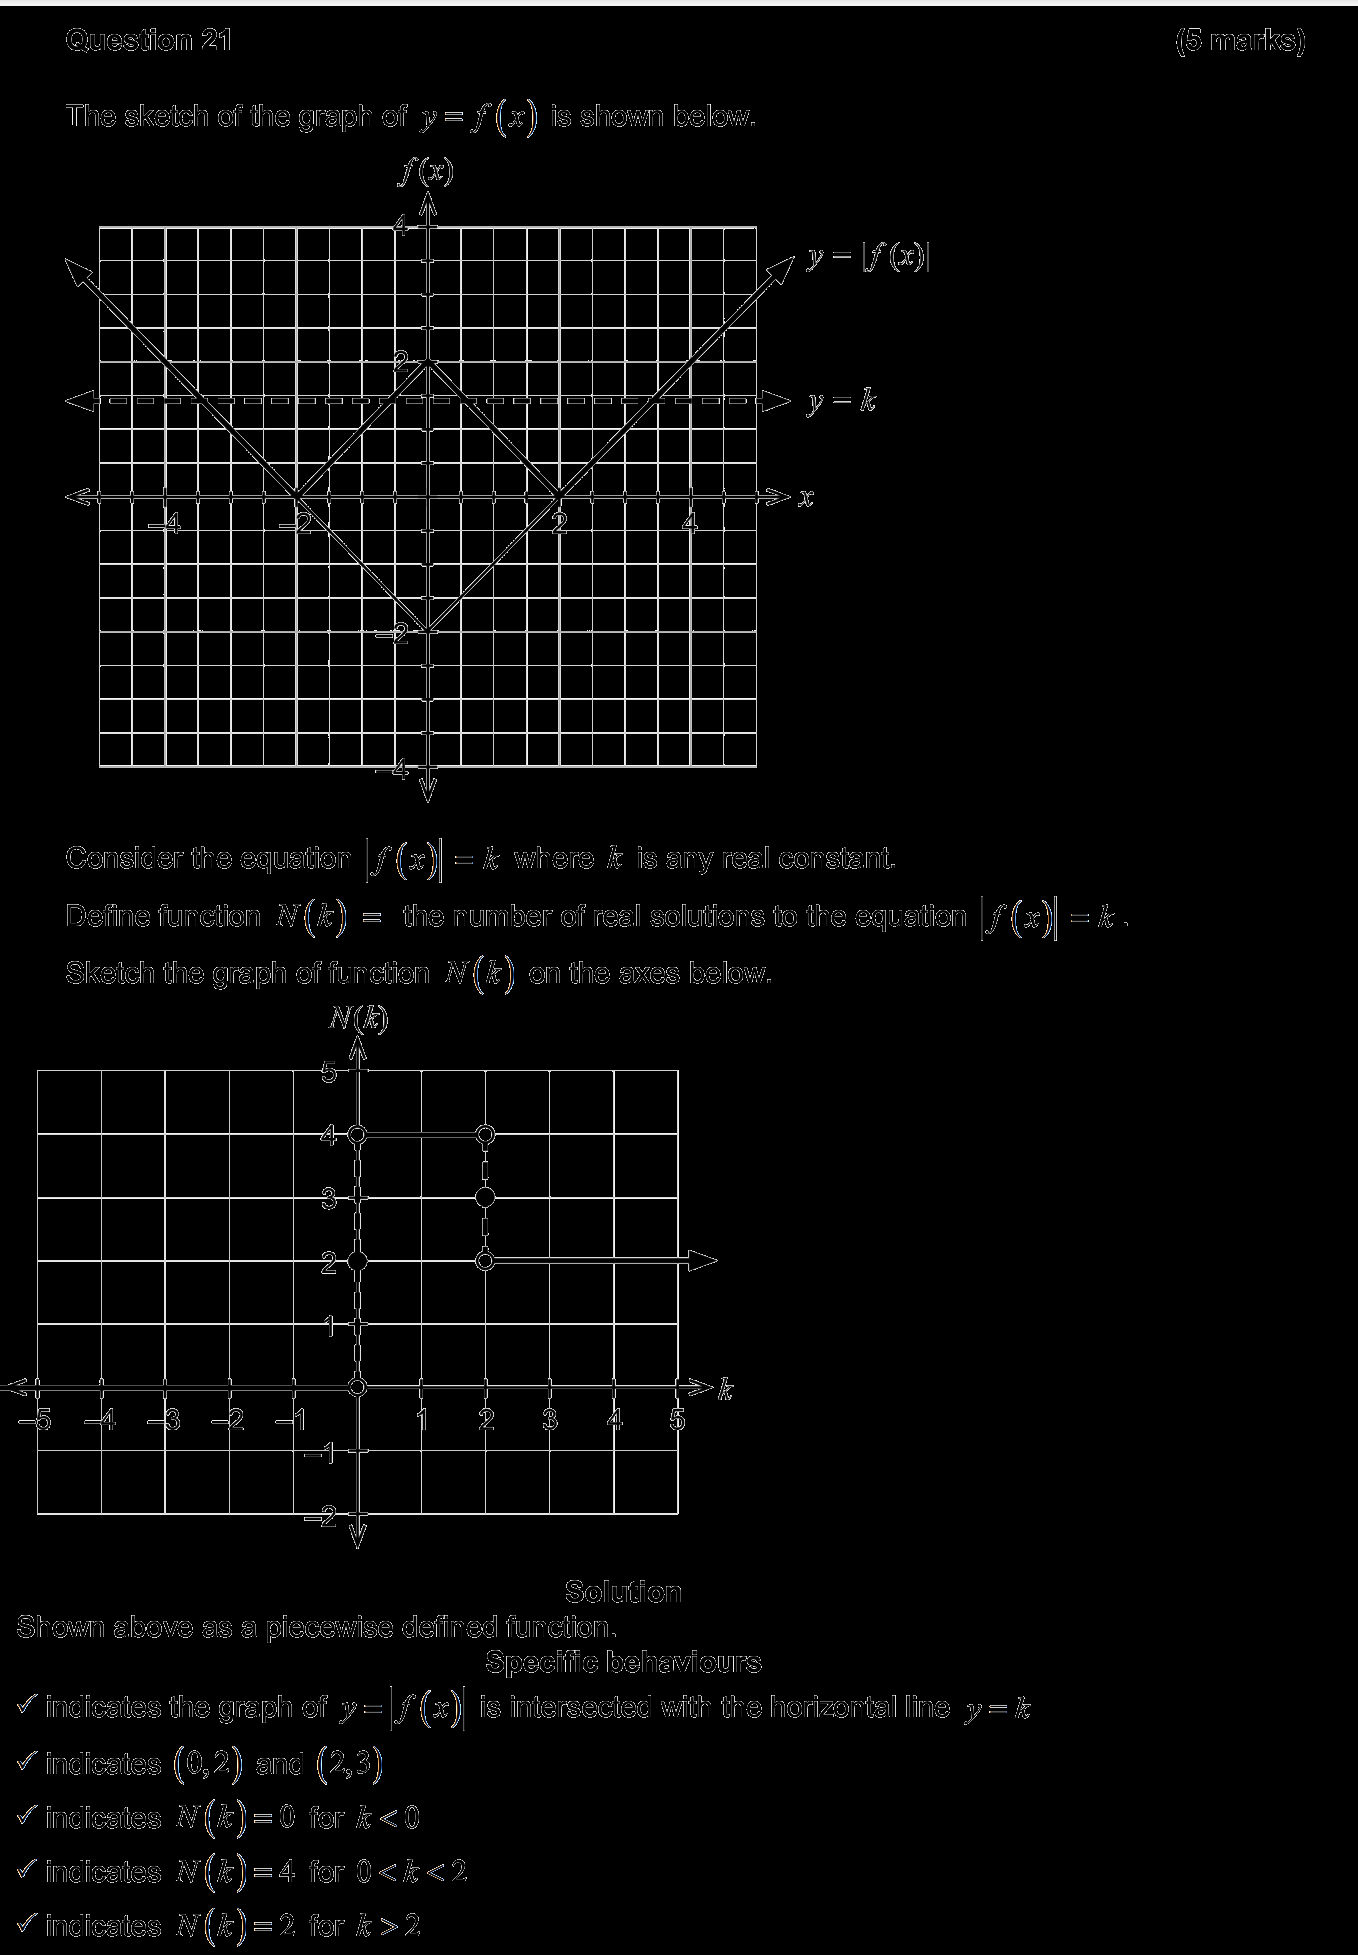 Question 21 (5 marks)
The sketch of the graph of y = f(x) is shown below.
f(x)
4
y = |f(x)|
2
y = k
x
–4 –2 2 4
–2
–4
Consider the equation |f(x)| = k where k is any real constant.
Define function N(k) = the number of real solutions to the equation |f(x)| = k.
Sketch the graph of function N(k) on the axes below.
N(k)
5
4
3
2
1
k
–5 –4 –3 –2 –1 1 2 3 4 5
–1
–2
Solution
Shown above as a piecewise defined function.
Specific behaviours
✓ indicates the graph of y = |f(x)| is intersected with the horizontal line y = k
✓ indicates (0,2) and (2,3)
✓ indicates N(k) = 0 for k < 0
✓ indicates N(k) = 4 for 0 < k < 2
✓ indicates N(k) = 2 for k > 2